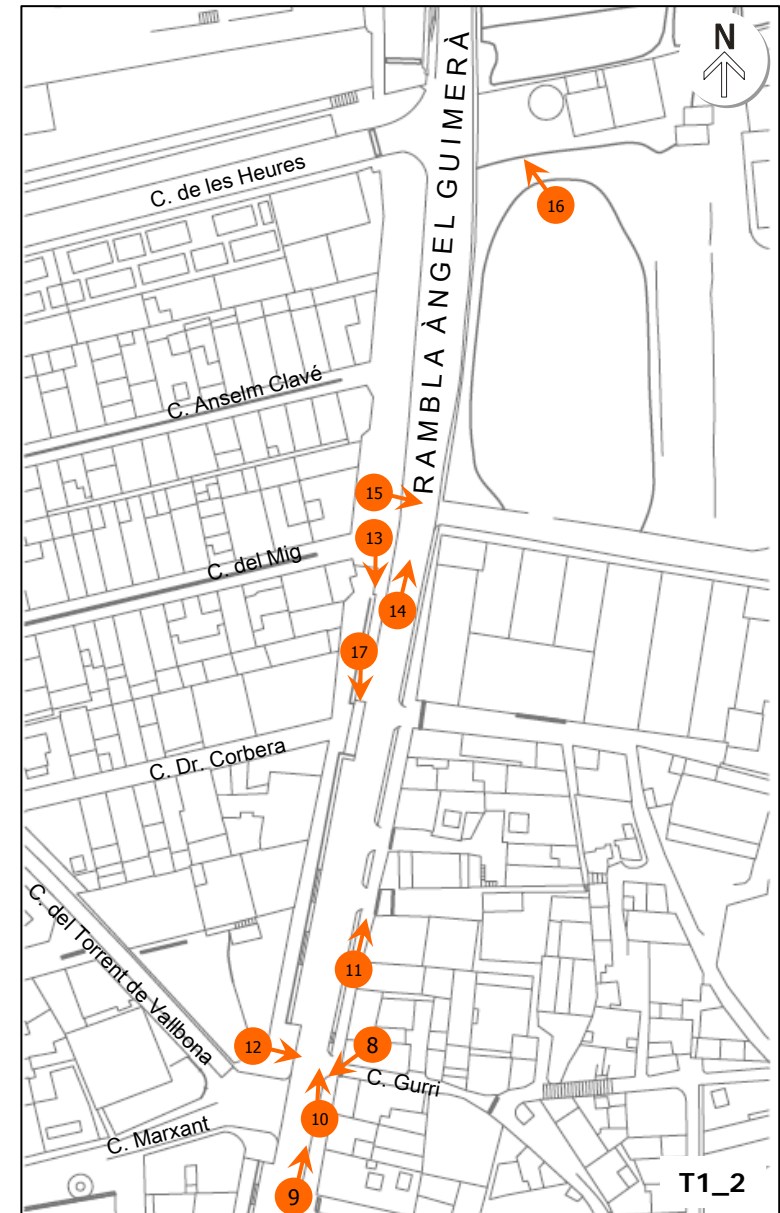 N
RAMBLA ÀNGEL GUIMERÀ
C. de les Heures
16
C. Anselm Clavé
15
13
C. del Mig
14
17
C. Dr. Corbera
C. del Torrent de Vallbona
11
12
8
C. Gurri
10
C. Marxant
9
T1_2